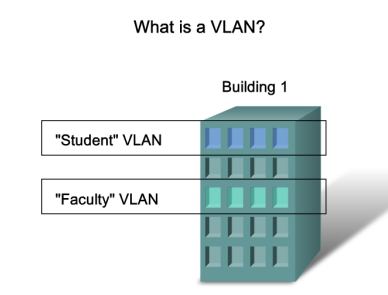 What is a VLAN?
Building 1
"Student" VLAN
"Faculty" VLAN